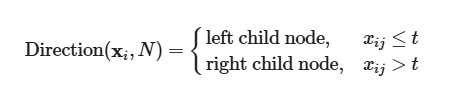 Direction(xᵢ, N) = { left child node, xᵢⱼ ≤ t
right child node, xᵢⱼ > t